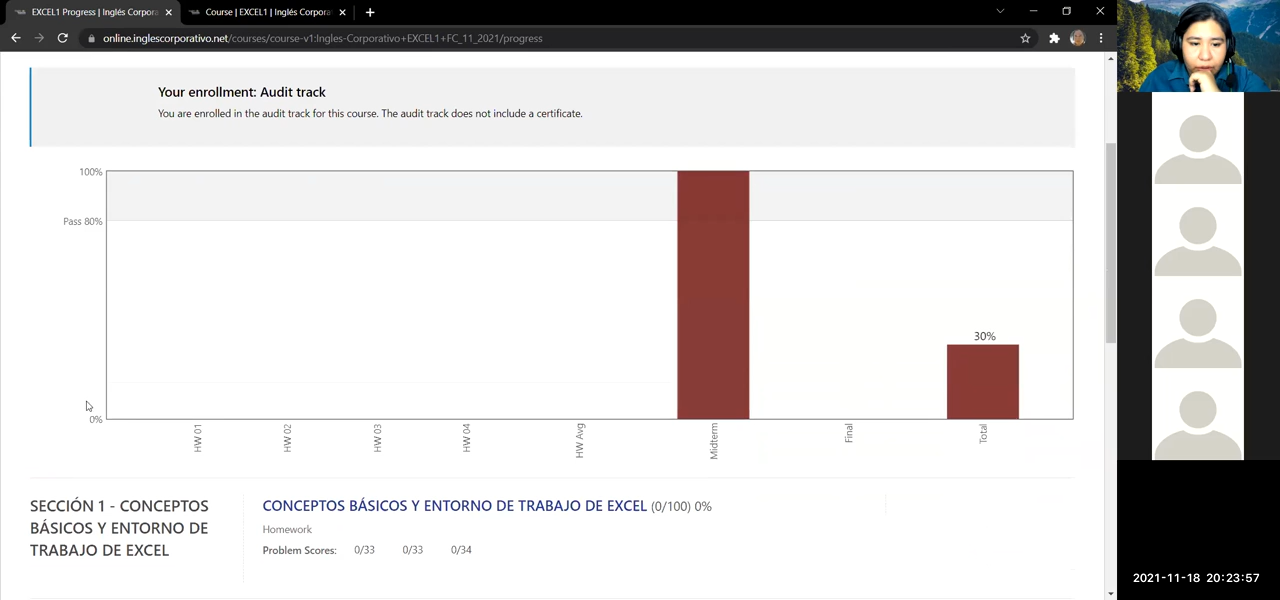 EXCEL1 Progress | Inglés Corpora
Course | EXCEL1 | Inglés Corpora
online.inglescorporativo.net/courses/course-v1:Ingles-Corporativo+EXCEL1+FC_11_2021/progress
Your enrollment: Audit track
You are enrolled in the audit track for this course. The audit track does not include a certificate.
100%
Pass 80%
30%
0%
HW 01
HW 02
HW 03
HW 04
HW Avg
Midterm
Final
Total
SECCIÓN 1 - CONCEPTOS
BÁSICOS Y ENTORNO DE
TRABAJO DE EXCEL
CONCEPTOS BÁSICOS Y ENTORNO DE TRABAJO DE EXCEL (0/100) 0%
Homework
Problem Scores: 0/33 0/33 0/34
2021-11-18 20:23:57